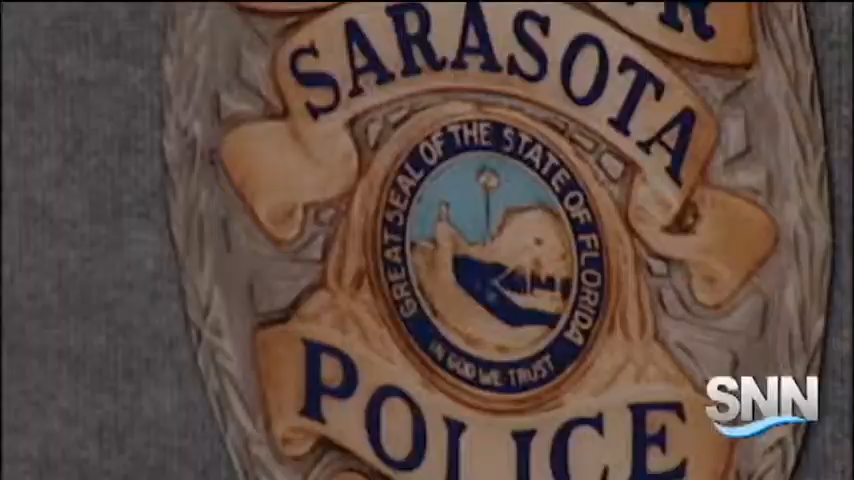 SARASOTA
GREAT SEAL OF THE STATE OF FLORIDA
IN GOD WE TRUST
POLICE
SNN